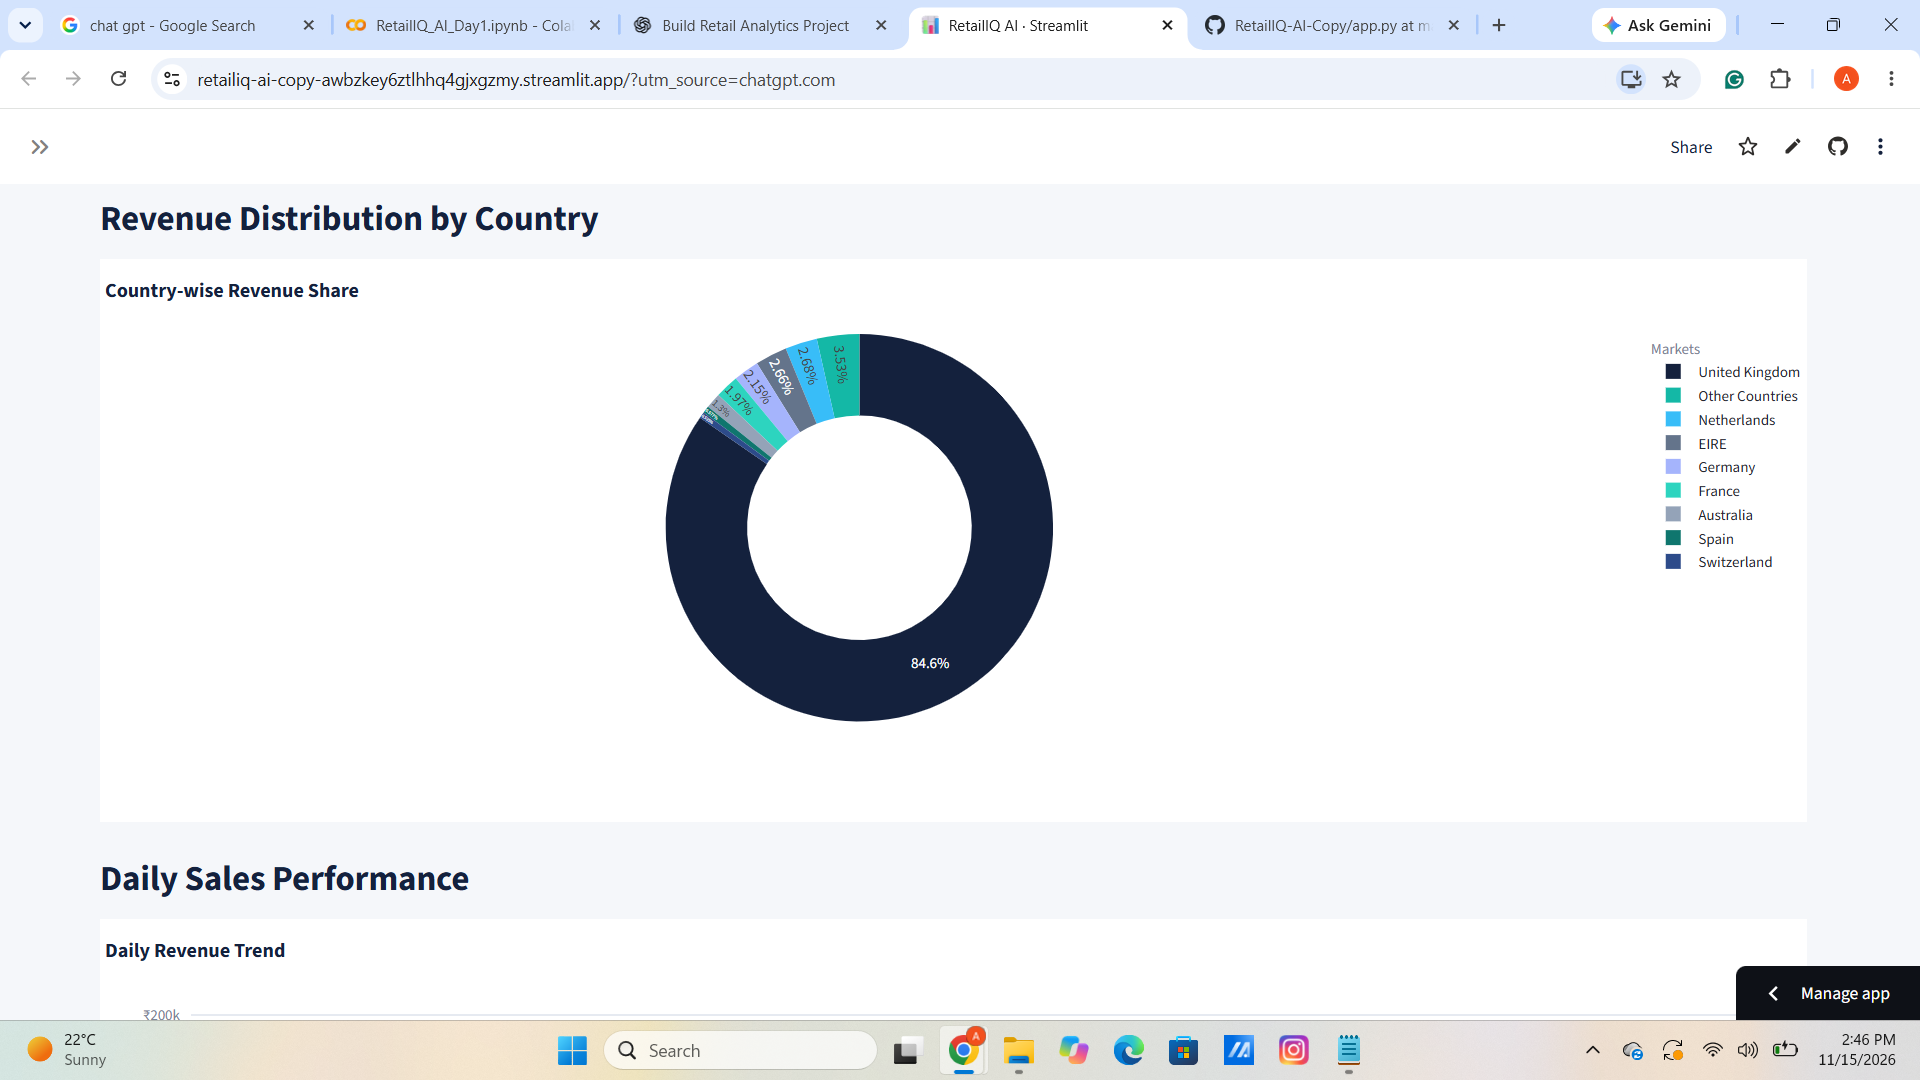 chat gpt - Google Search
RetailIQ_AI_Day1.ipynb - Cola
Build Retail Analytics Project
RetailIQ AI · Streamlit
RetailIQ-AI-Copy/app.py at m
Ask Gemini
retailiq-ai-copy-awbzkey6ztlhhq4gjxgzmy.streamlit.app/?utm_source=chatgpt.com
A
Share
Revenue Distribution by Country
Country-wise Revenue Share
3.53%
2.68%
2.66%
2.15%
1.97%
1.3%
84.6%
Markets
United Kingdom
Other Countries
Netherlands
EIRE
Germany
France
Australia
Spain
Switzerland
Daily Sales Performance
Daily Revenue Trend
₹200k
Manage app
22°C
Sunny
Search
A
2:46 PM
11/15/2026